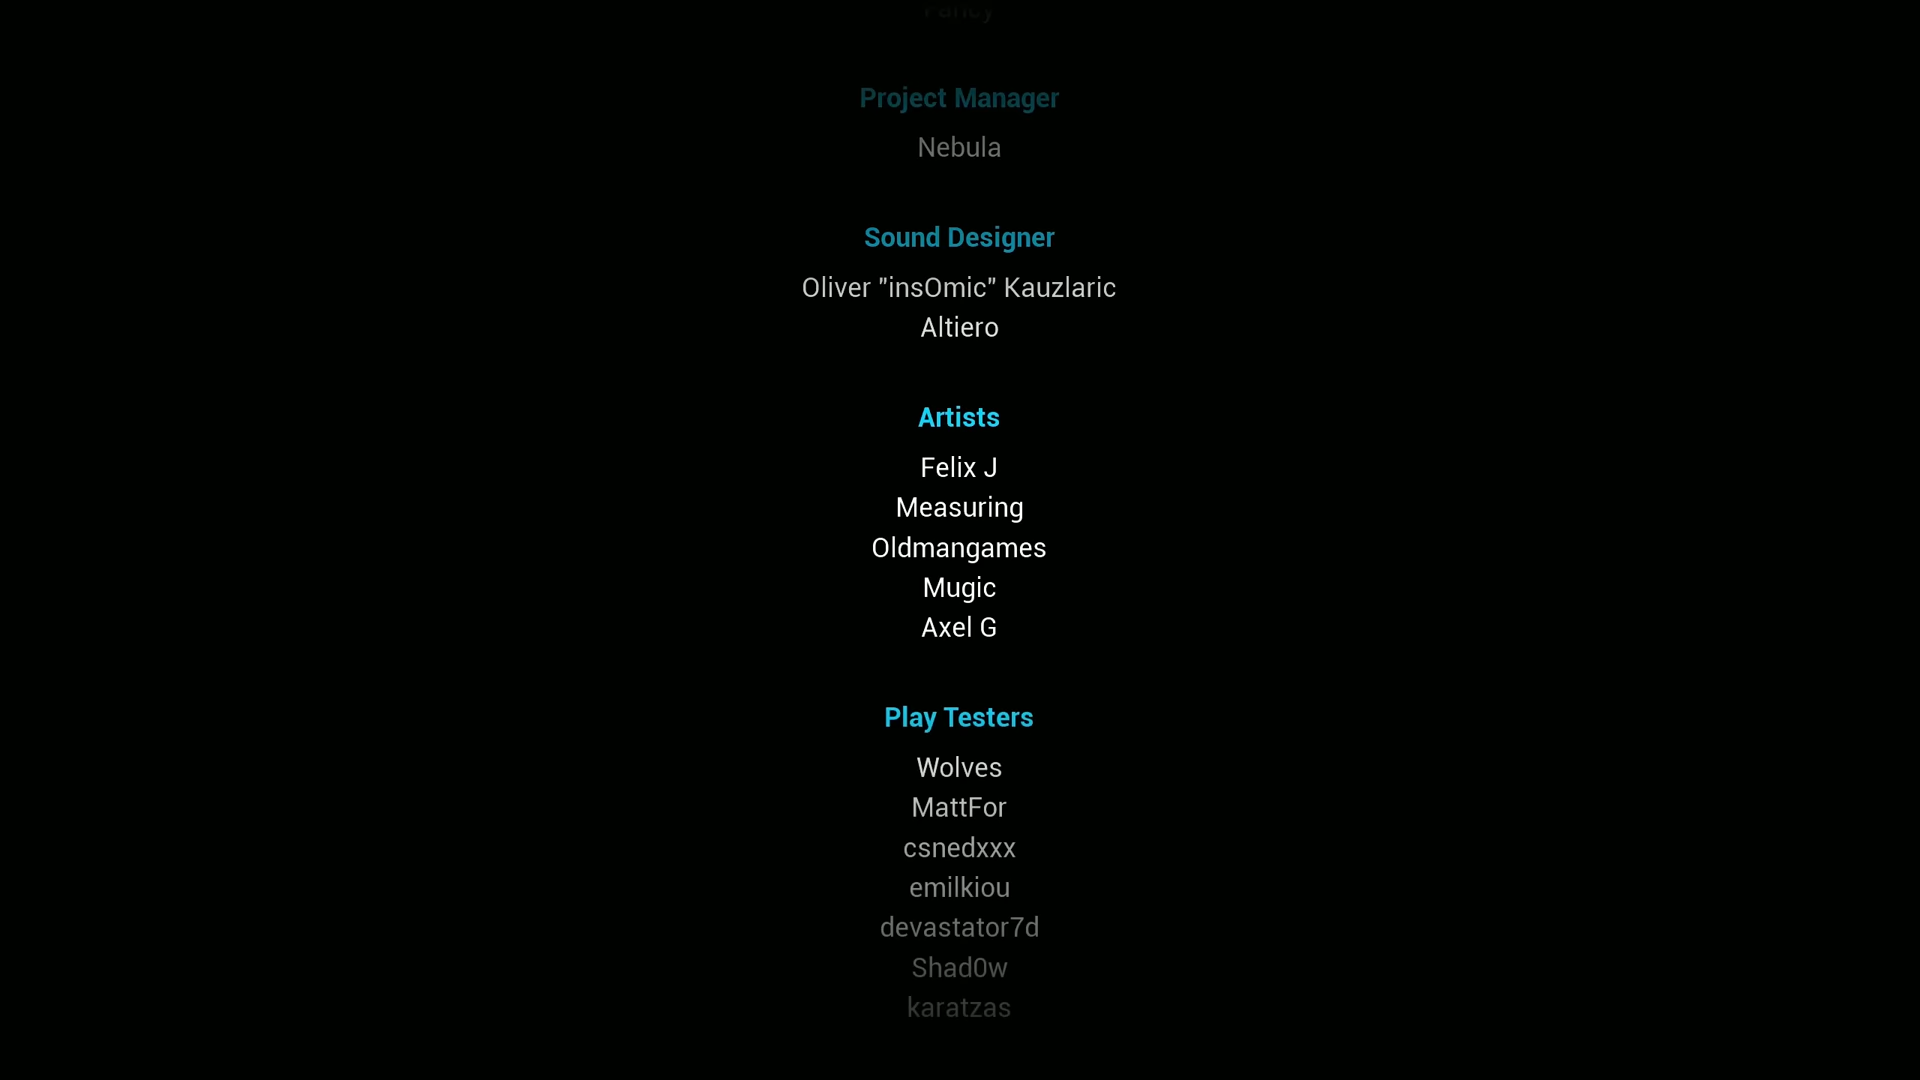 Project Manager
Nebula
Sound Designer
Oliver "insOmic" Kauzlaric
Altiero
Artists
Felix J
Measuring
Oldmangames
Mugic
Axel G
Play Testers
Wolves
MattFor
csnedxxx
emilkiou
devastator7d
Shad0w
karatzas